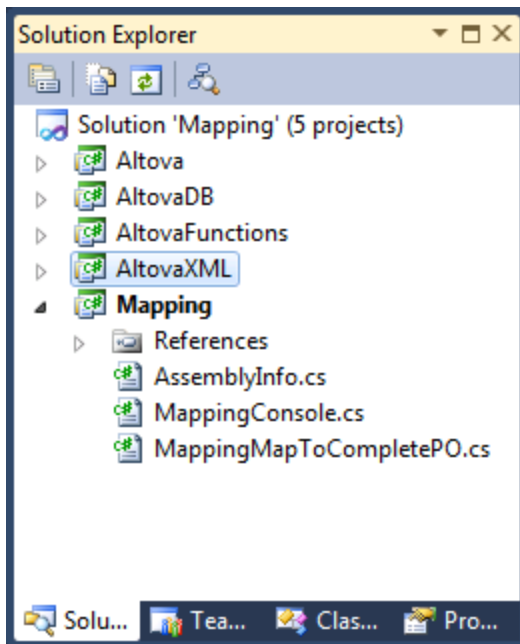 Solution Explorer
Solution 'Mapping' (5 projects)
Altova
AltovaDB
AltovaFunctions
AltovaXML
Mapping
References
AssemblyInfo.cs
MappingConsole.cs
MappingMapToCompletePO.cs
Solu... Tea... Clas... Pro...